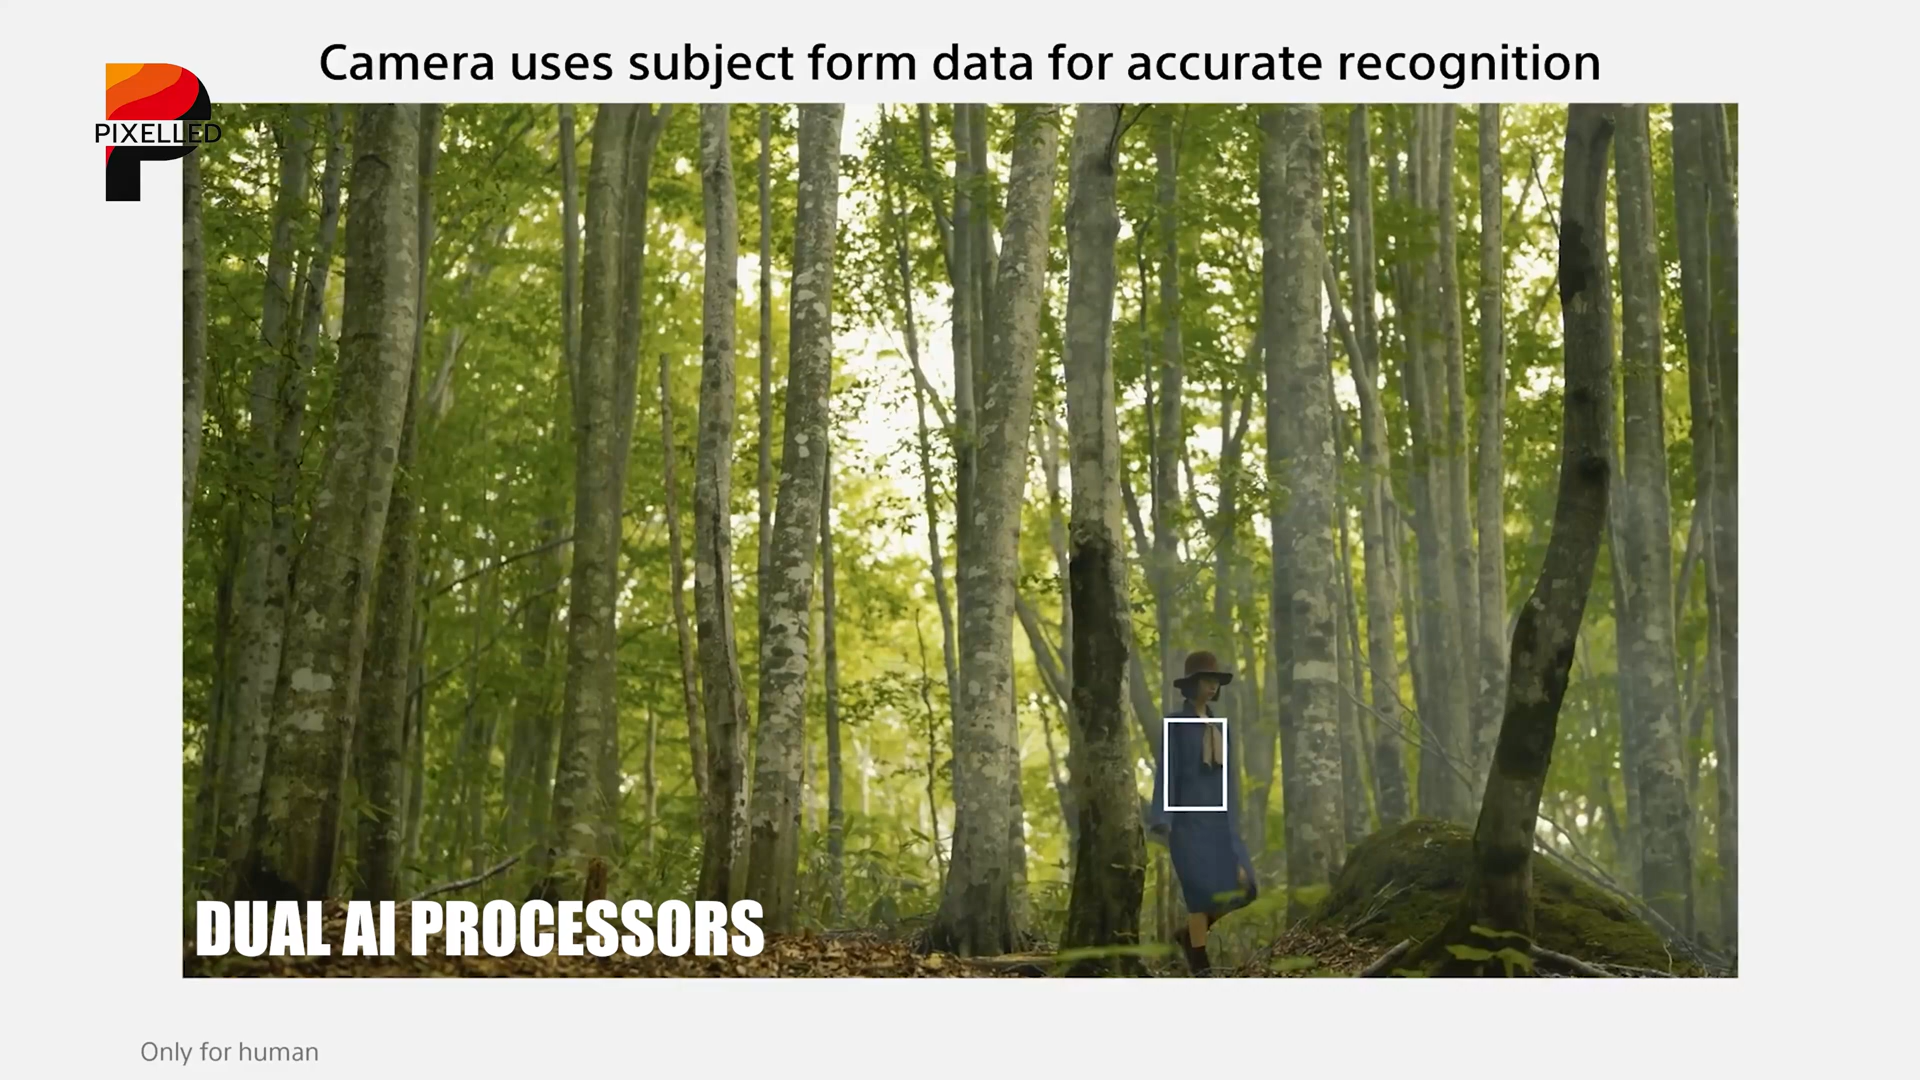 Camera uses subject form data for accurate recognition
PIXELLED
DUAL AI PROCESSORS
Only for human